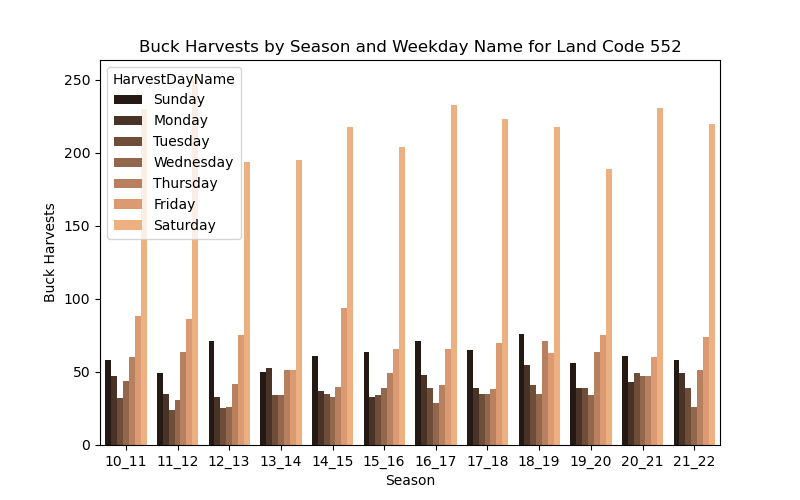 Buck Harvests by Season and Weekday Name for Land Code 552
HarvestDayName
Sunday
Monday
Tuesday
Wednesday
Thursday
Friday
Saturday
250
200
150
100
50
0
Buck Harvests
10_11 11_12 12_13 13_14 14_15 15_16 16_17 17_18 18_19 19_20 20_21 21_22
Season